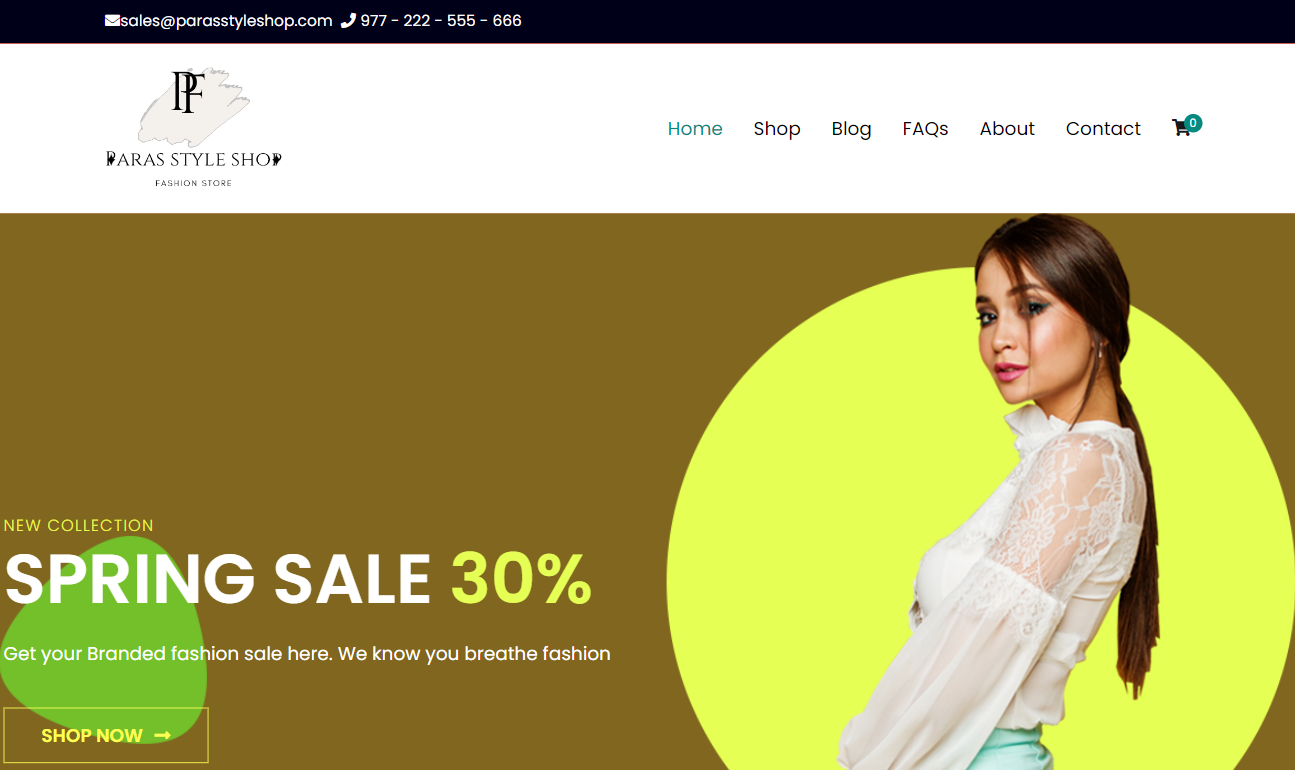 sales@parasstyleshop.com 977 - 222 - 555 - 666
PF
PARAS STYLE SHOP
FASHION STORE
Home Shop Blog FAQs About Contact 0
NEW COLLECTION
SPRING SALE 30%
Get your Branded fashion sale here. We know you breathe fashion
SHOP NOW